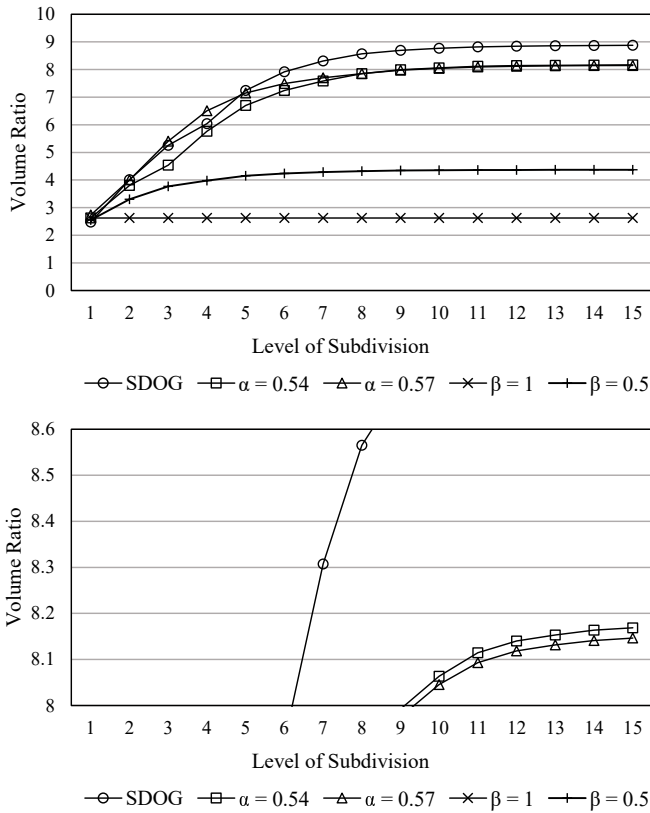 10
9
8
7
6
5
4
3
2
1
0
Volume Ratio
1 2 3 4 5 6 7 8 9 10 11 12 13 14 15
Level of Subdivision
SDOG α = 0.54 α = 0.57 β = 1 β = 0.5
8.6
8.5
8.4
8.3
8.2
8.1
8
Volume Ratio
1 2 3 4 5 6 7 8 9 10 11 12 13 14 15
Level of Subdivision
SDOG α = 0.54 α = 0.57 β = 1 β = 0.5